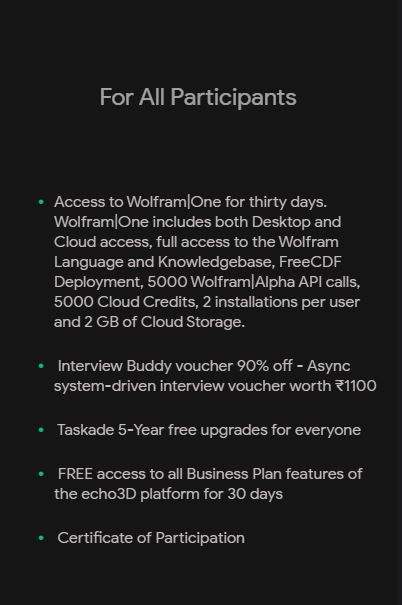 For All Participants
• Access to Wolfram|One for thirty days.
Wolfram|One includes both Desktop and
Cloud access, full access to the Wolfram
Language and Knowledgebase, FreeCDF
Deployment, 5000 Wolfram|Alpha API calls,
5000 Cloud Credits, 2 installations per user
and 2 GB of Cloud Storage.
• Interview Buddy voucher 90% off - Async
system-driven interview voucher worth ₹1100
• Taskade 5-Year free upgrades for everyone
• FREE access to all Business Plan features of
the echo3D platform for 30 days
• Certificate of Participation